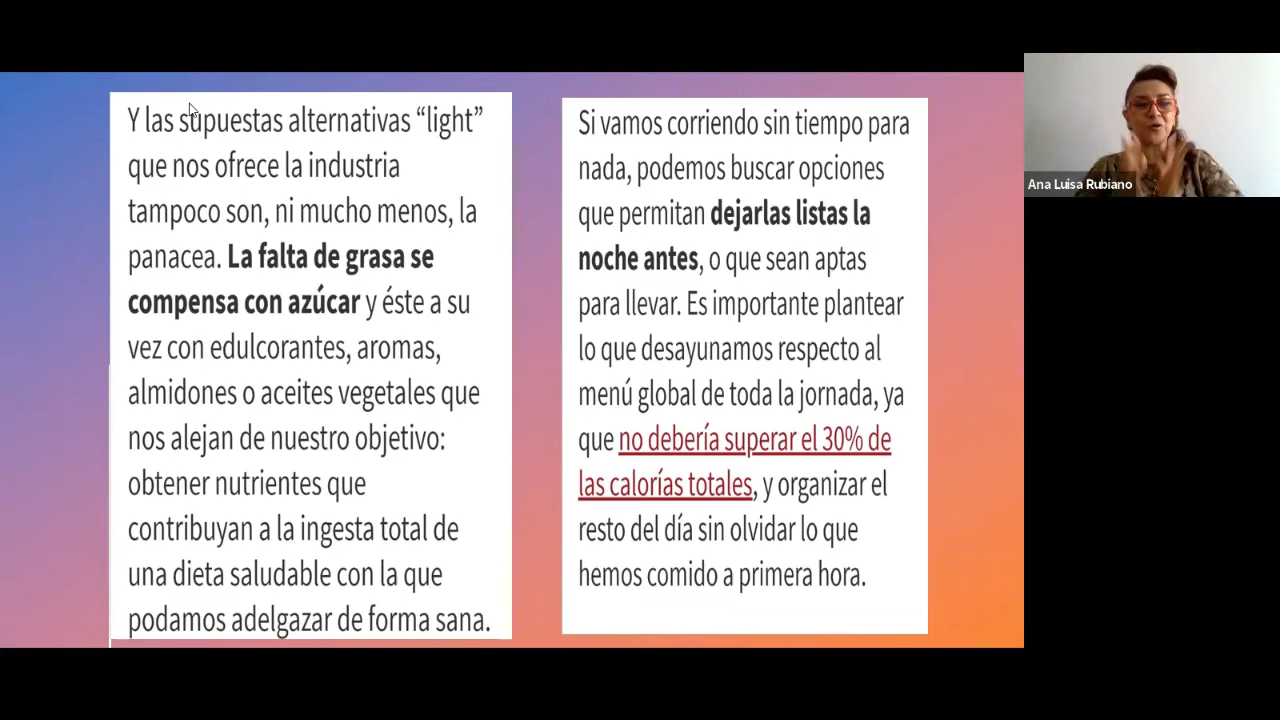 Y las supuestas alternativas “light”
que nos ofrece la industria
tampoco son, ni mucho menos, la
panacea. La falta de grasa se
compensa con azúcar y éste a su
vez con edulcorantes, aromas,
almidones o aceites vegetales que
nos alejan de nuestro objetivo:
obtener nutrientes que
contribuyan a la ingesta total de
una dieta saludable con la que
podamos adelgazar de forma sana.
Si vamos corriendo sin tiempo para
nada, podemos buscar opciones
que permitan dejarlas listas la
noche antes, o que sean aptas
para llevar. Es importante plantear
lo que desayunamos respecto al
menú global de toda la jornada, ya
que no debería superar el 30% de
las calorías totales, y organizar el
resto del día sin olvidar lo que
hemos comido a primera hora.
Ana Luisa Rubiano